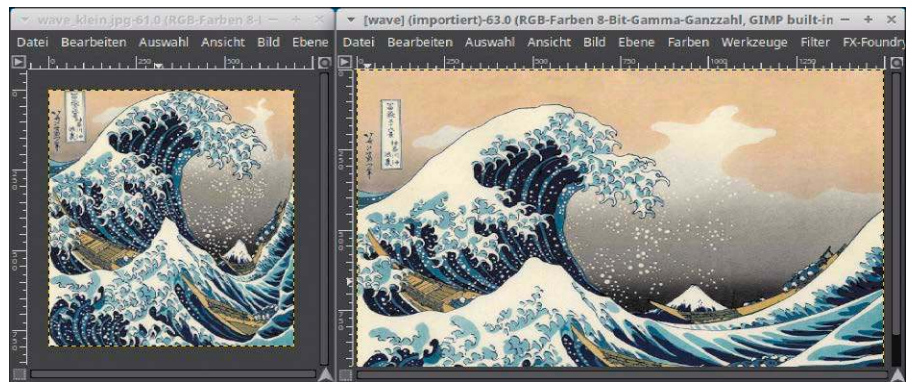 wave_klein.jpg-61.0 (RGB-Farben 8-
Datei Bearbeiten Auswahl Ansicht Bild Ebene
0 250 500
[wave] (importiert)-63.0 (RGB-Farben 8-Bit-Gamma-Ganzzahl, GIMP built-in
Datei Bearbeiten Auswahl Ansicht Bild Ebene Farben Werkzeuge Filter FX-Foundry
0 250 500 750 1000 1250